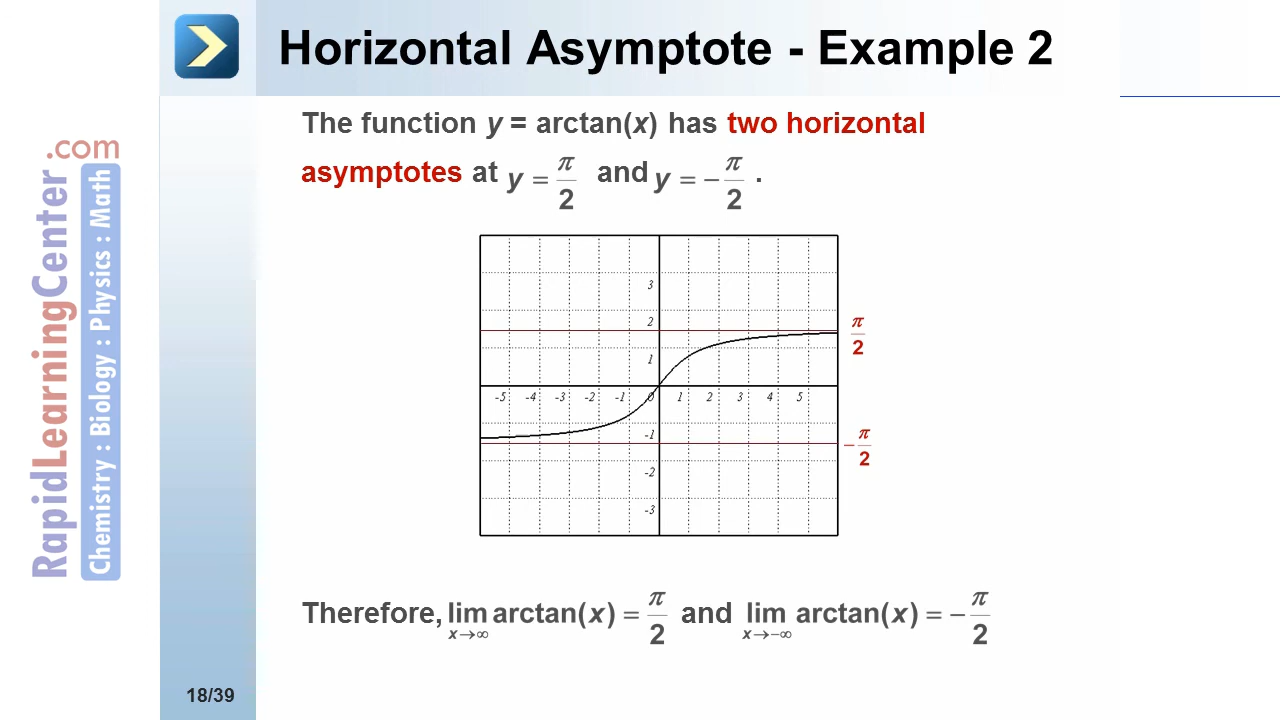 Horizontal Asymptote - Example 2
The function y = arctan(x) has two horizontal
asymptotes at y = π/2 and y = -π/2 .
3
2
1
-5 -4 -3 -2 -1 0 1 2 3 4 5
-1
-2
-3
π/2
-π/2
Therefore, lim x→∞ arctan(x) = π/2 and lim x→-∞ arctan(x) = -π/2
18/39
RapidLearningCenter.com
Chemistry : Biology : Physics : Math